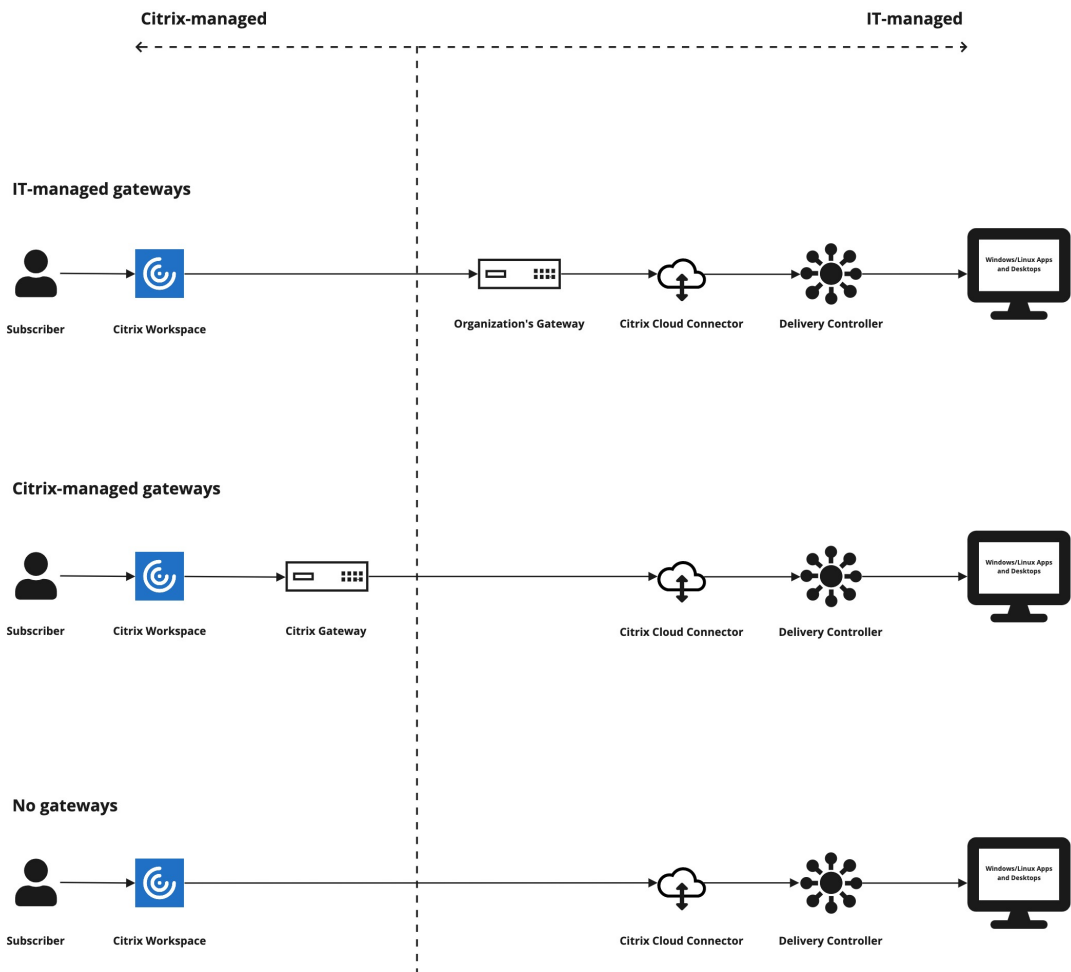 Citrix-managed
IT-managed
IT-managed gateways
Windows/Linux Apps
and Desktops
Subscriber
Citrix Workspace
Organization's Gateway
Citrix Cloud Connector
Delivery Controller
Citrix-managed gateways
Windows/Linux Apps
and Desktops
Subscriber
Citrix Workspace
Citrix Gateway
Citrix Cloud Connector
Delivery Controller
No gateways
Windows/Linux Apps
and Desktops
Subscriber
Citrix Workspace
Citrix Cloud Connector
Delivery Controller